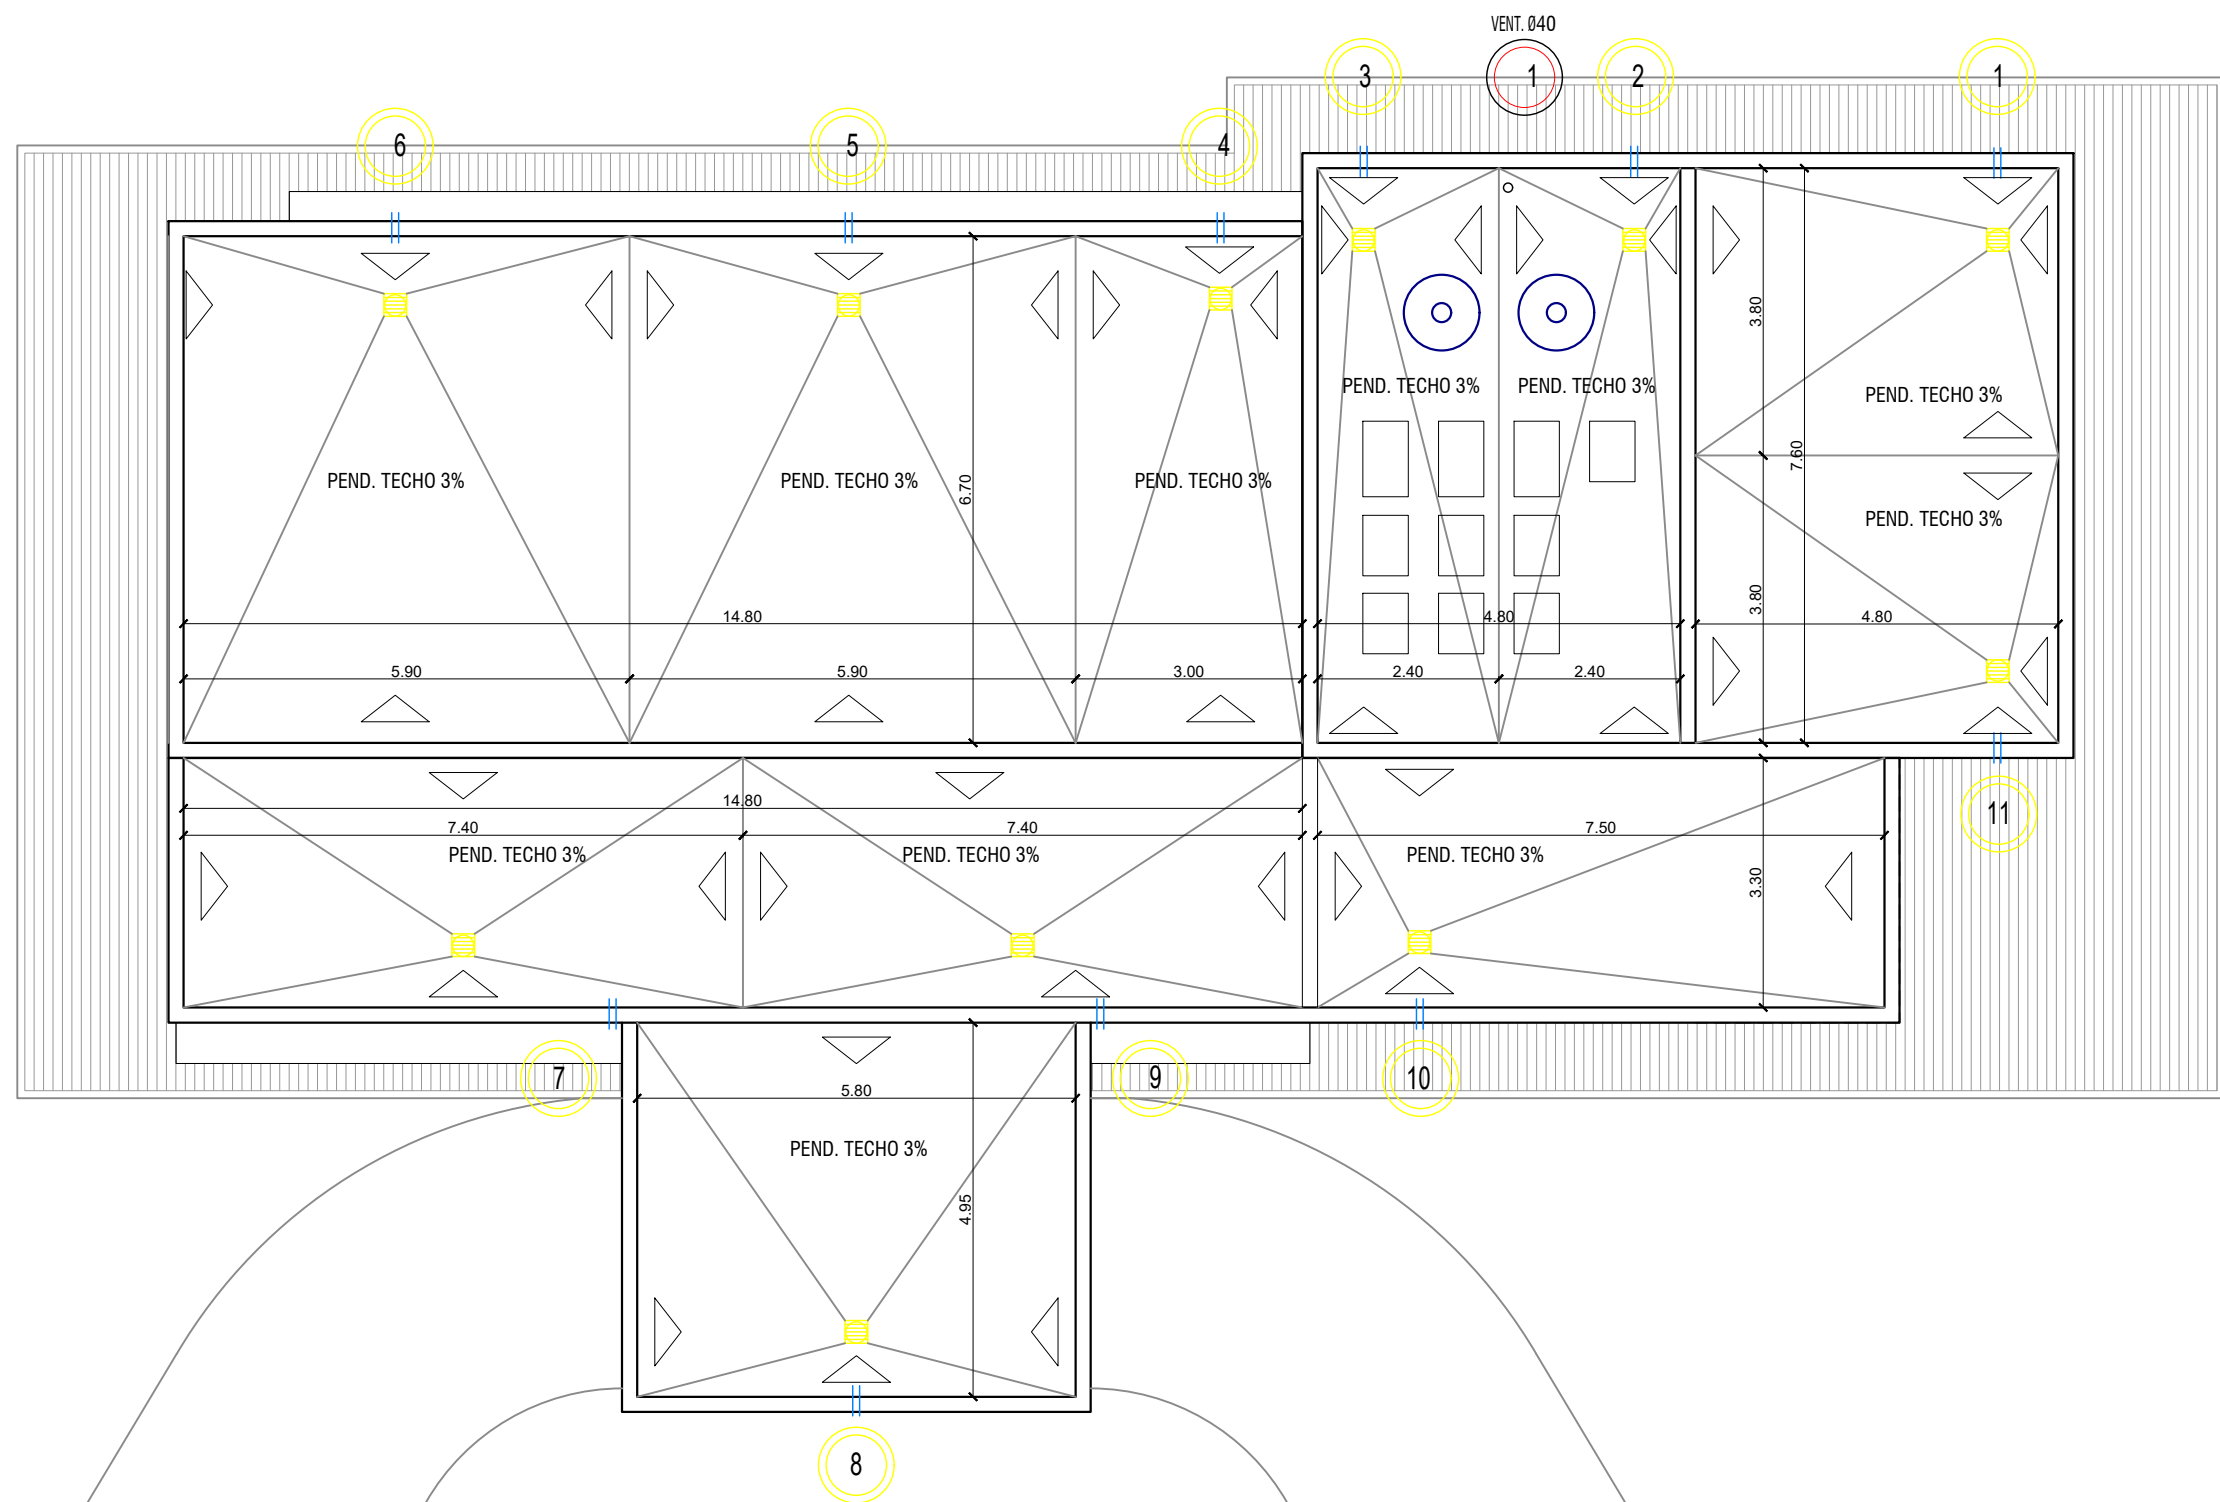 VENT. Ø40
3
1
2
1
6
5
4
3.80
PEND. TECHO 3%
PEND. TECHO 3%
PEND. TECHO 3%
7.60
PEND. TECHO 3%
PEND. TECHO 3%
PEND. TECHO 3%
6.70
PEND. TECHO 3%
3.80
14.80
4.80
4.80
5.90
5.90
3.00
2.40
2.40
14.80
11
7.40
7.40
7.50
PEND. TECHO 3%
PEND. TECHO 3%
PEND. TECHO 3%
3.30
7
9
10
5.80
PEND. TECHO 3%
4.95
8